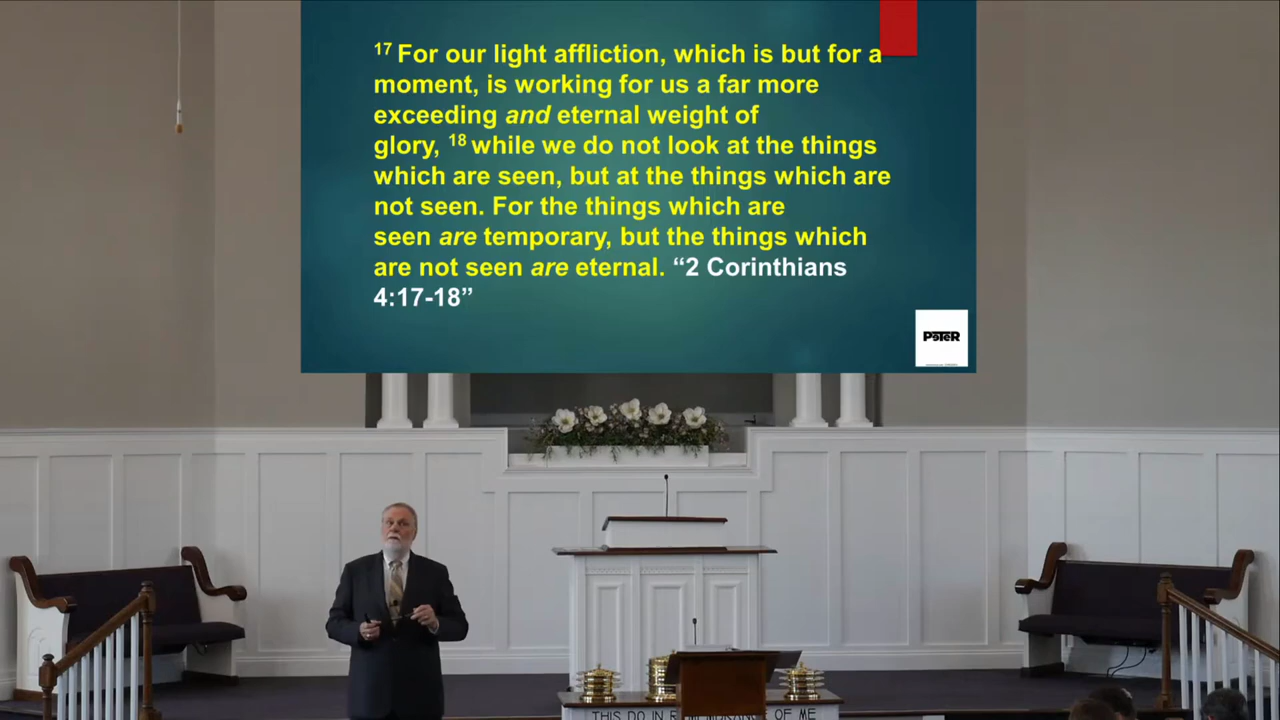 17 For our light affliction, which is but for a
moment, is working for us a far more
exceeding and eternal weight of
glory, 18 while we do not look at the things
which are seen, but at the things which are
not seen. For the things which are
seen are temporary, but the things which
are not seen are eternal. “2 Corinthians
4:17-18”
PeTeR
THIS DO IN REMEMBRANCE OF ME